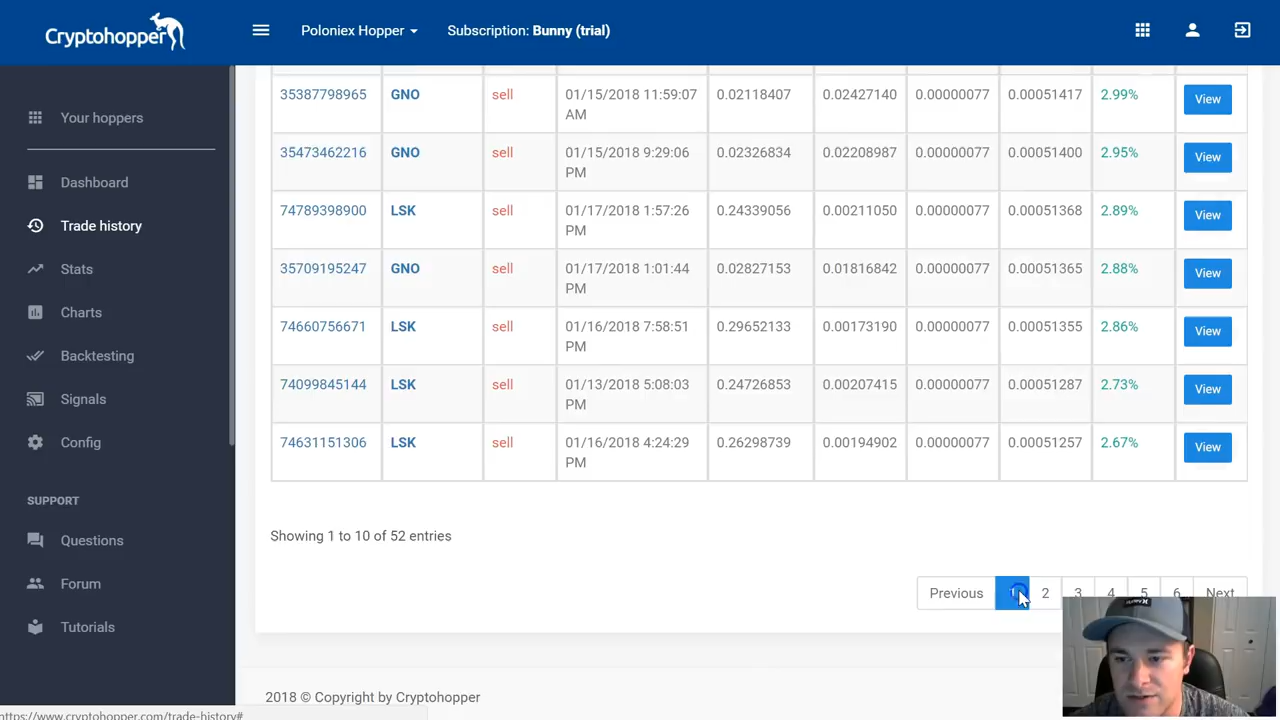 Cryptohopper
Poloniex Hopper
Subscription: Bunny (trial)
Your hoppers
Dashboard
Trade history
Stats
Charts
Backtesting
Signals
Config
SUPPORT
Questions
Forum
Tutorials
35387798965 GNO sell 01/15/2018 11:59:07 AM 0.02118407 0.02427140 0.00000077 0.00051417 2.99% View
35473462216 GNO sell 01/15/2018 9:29:06 PM 0.02326834 0.02208987 0.00000077 0.00051400 2.95% View
74789398900 LSK sell 01/17/2018 1:57:26 PM 0.24339056 0.00211050 0.00000077 0.00051368 2.89% View
35709195247 GNO sell 01/17/2018 1:01:44 PM 0.02827153 0.01816842 0.00000077 0.00051365 2.88% View
74660756671 LSK sell 01/16/2018 7:58:51 PM 0.29652133 0.00173190 0.00000077 0.00051355 2.86% View
74099845144 LSK sell 01/13/2018 5:08:03 PM 0.24726853 0.00207415 0.00000077 0.00051287 2.73% View
74631151306 LSK sell 01/16/2018 4:24:29 PM 0.26298739 0.00194902 0.00000077 0.00051257 2.67% View
Showing 1 to 10 of 52 entries
Previous 1 2 3 4 5 6 Next
2018 © Copyright by Cryptohopper
https://www.cryptohopper.com/trade-history#